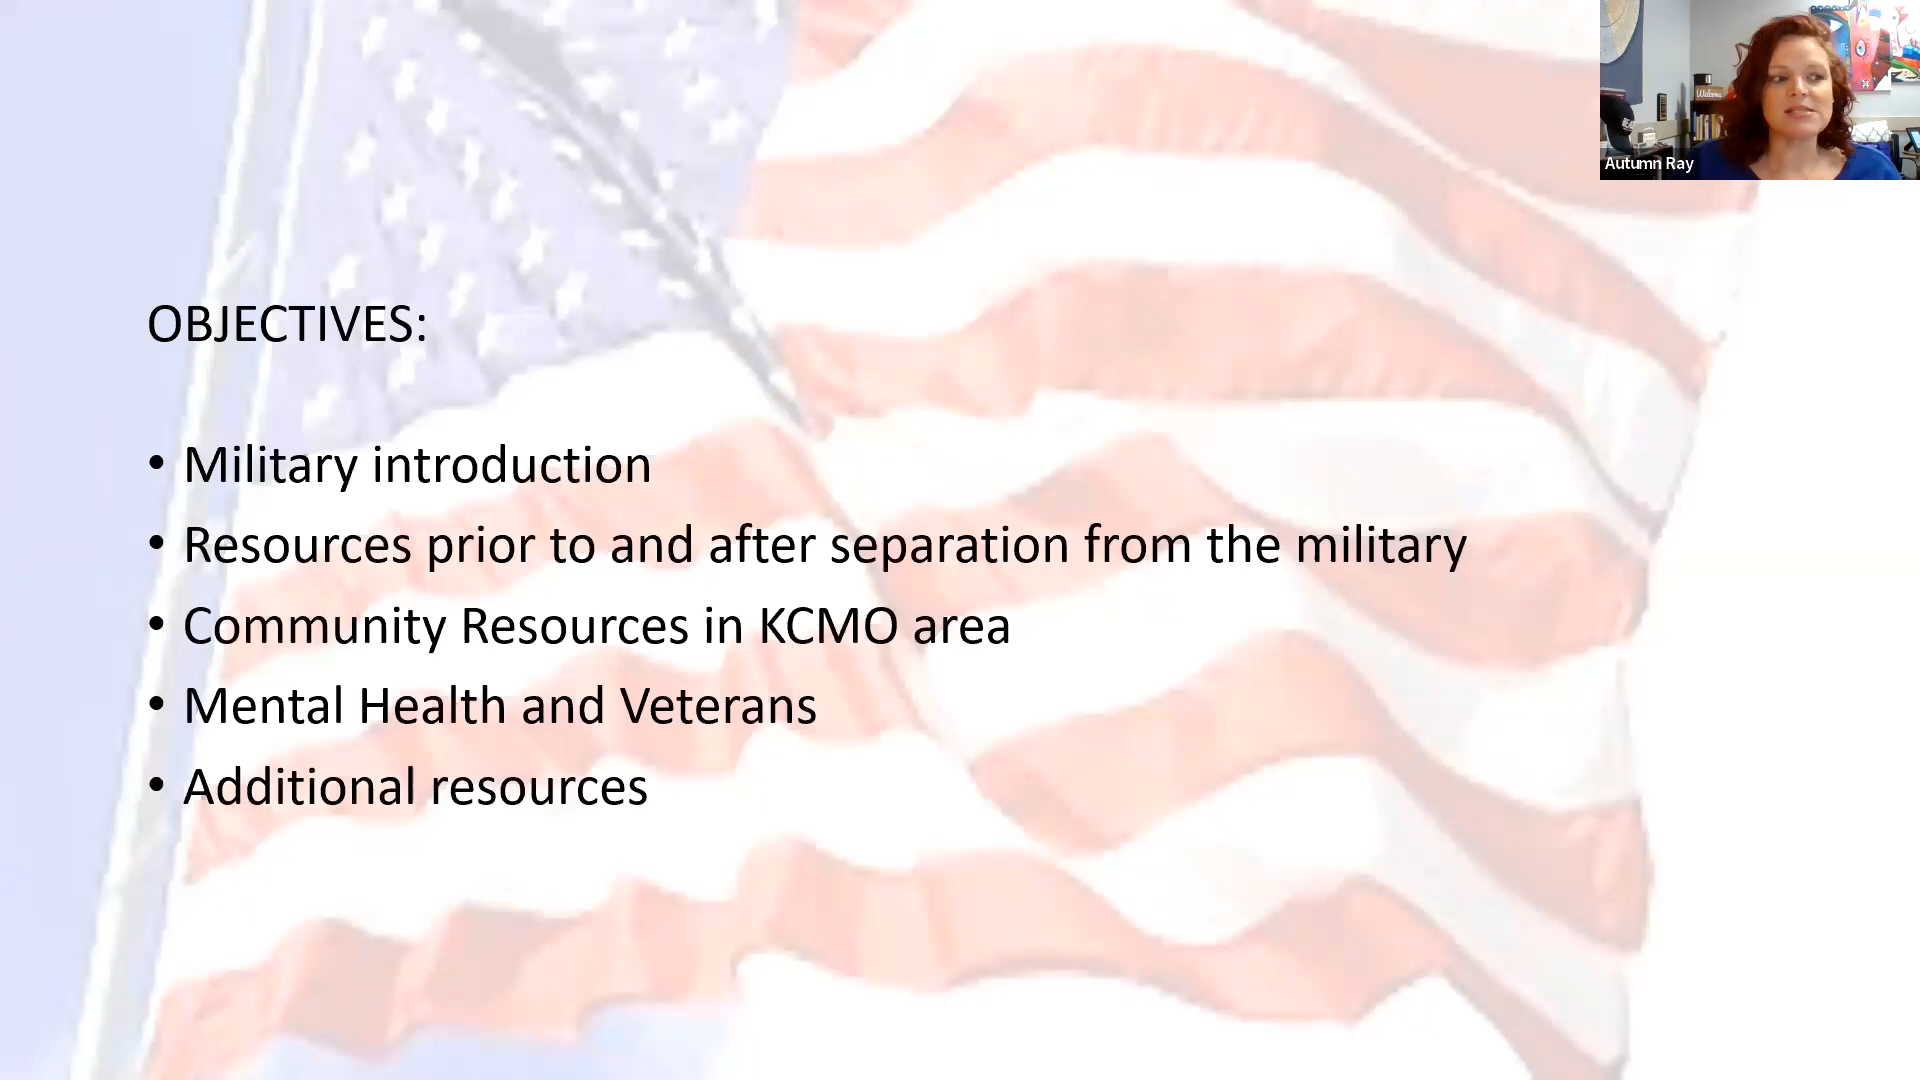 Welcome
Autumn Ray
OBJECTIVES:
• Military introduction
• Resources prior to and after separation from the military
• Community Resources in KCMO area
• Mental Health and Veterans
• Additional resources